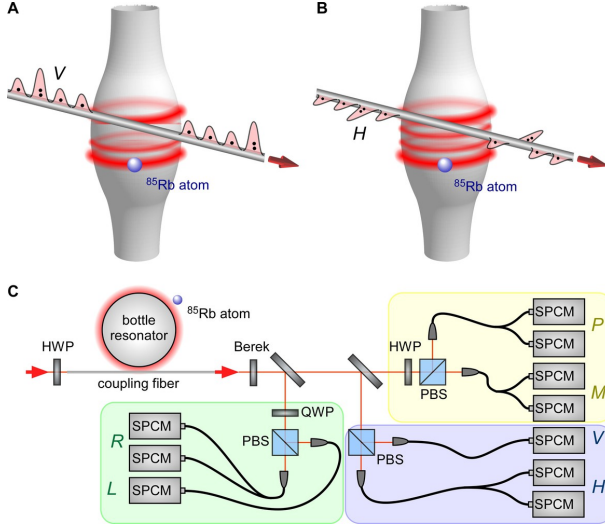 A
V
85Rb atom
B
H
85Rb atom
C
bottle
resonator
85Rb atom
HWP
coupling fiber
Berek
HWP
PBS
SPCM
SPCM
P
SPCM
SPCM
M
QWP
PBS
R
SPCM
SPCM
L
SPCM
PBS
SPCM
V
SPCM
H
SPCM